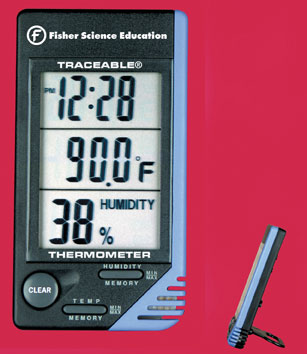 F Fisher Science Education
TRACEABLE®
PM 12:28
90.0°F
38% HUMIDITY
THERMOMETER
HUMIDITY
MEMORY MIN MAX
CLEAR
TEMP
MEMORY MIN MAX